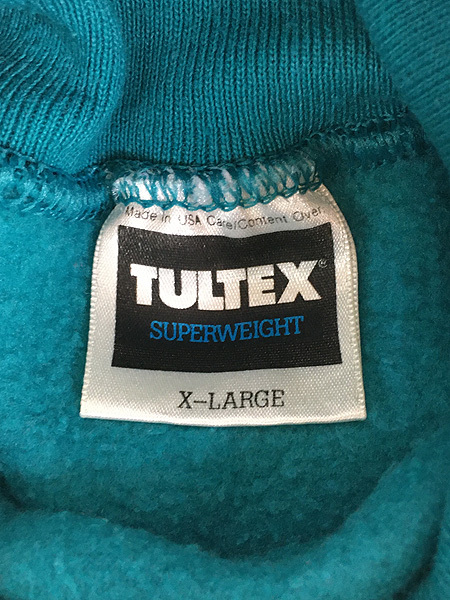 Made in USA Care/Content Over
TULTEX®
SUPERWEIGHT
X-LARGE